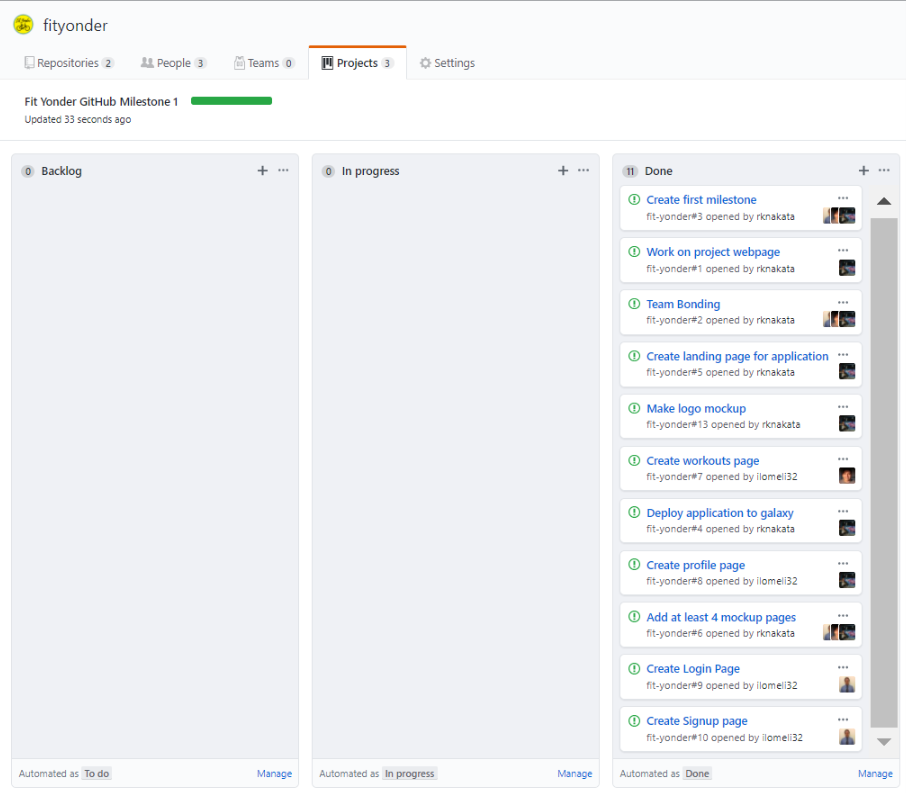 fityonder
Repositories 2 People 3 Teams 0 Projects 3 Settings
Fit Yonder GitHub Milestone 1
Updated 33 seconds ago
0 Backlog
Automated as To do Manage
0 In progress
Automated as In progress Manage
11 Done
Create first milestone
fit-yonder#3 opened by rknakata
Work on project webpage
fit-yonder#1 opened by rknakata
Team Bonding
fit-yonder#2 opened by rknakata
Create landing page for application
fit-yonder#5 opened by rknakata
Make logo mockup
fit-yonder#13 opened by rknakata
Create workouts page
fit-yonder#7 opened by ilomeli32
Deploy application to galaxy
fit-yonder#4 opened by rknakata
Create profile page
fit-yonder#8 opened by ilomeli32
Add at least 4 mockup pages
fit-yonder#6 opened by rknakata
Create Login Page
fit-yonder#9 opened by ilomeli32
Create Signup page
fit-yonder#10 opened by ilomeli32
Automated as Done Manage